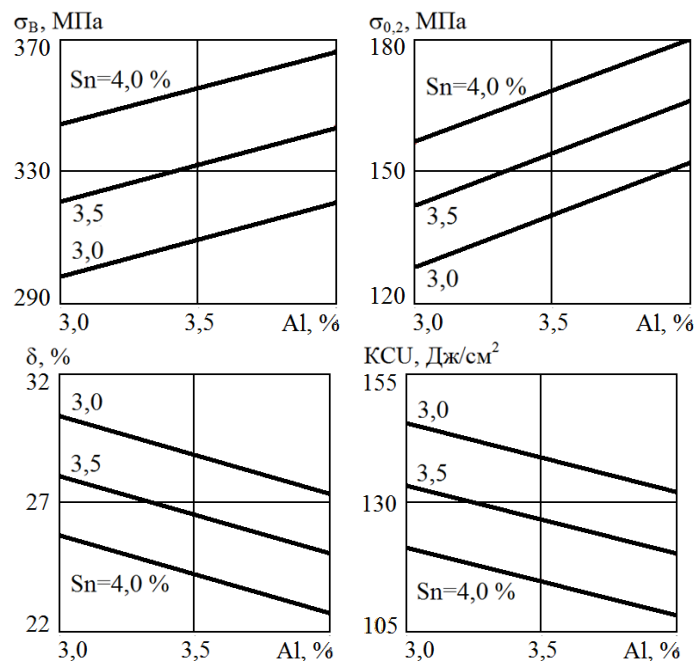 σВ, МПа
370
Sn=4,0 %
330
3,5
3,0
290
3,0 3,5 Al, %
σ0,2, МПа
180
Sn=4,0 %
150
3,5
3,0
120
3,0 3,5 Al, %
δ, %
32
3,0
3,5
27
Sn=4,0 %
22
3,0 3,5 Al, %
KCU, Дж/см²
155
3,0
3,5
130
Sn=4,0 %
105
3,0 3,5 Al, %